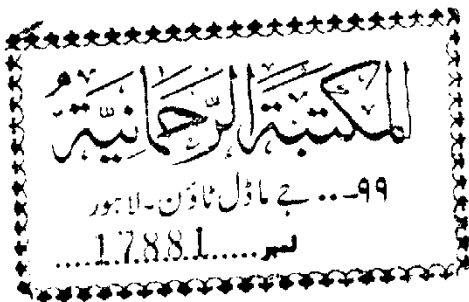 المكتبة الرحمانية
۹۹-.. جے ماڈل ٹاؤن۔ لاہور
نمبر.....17881....